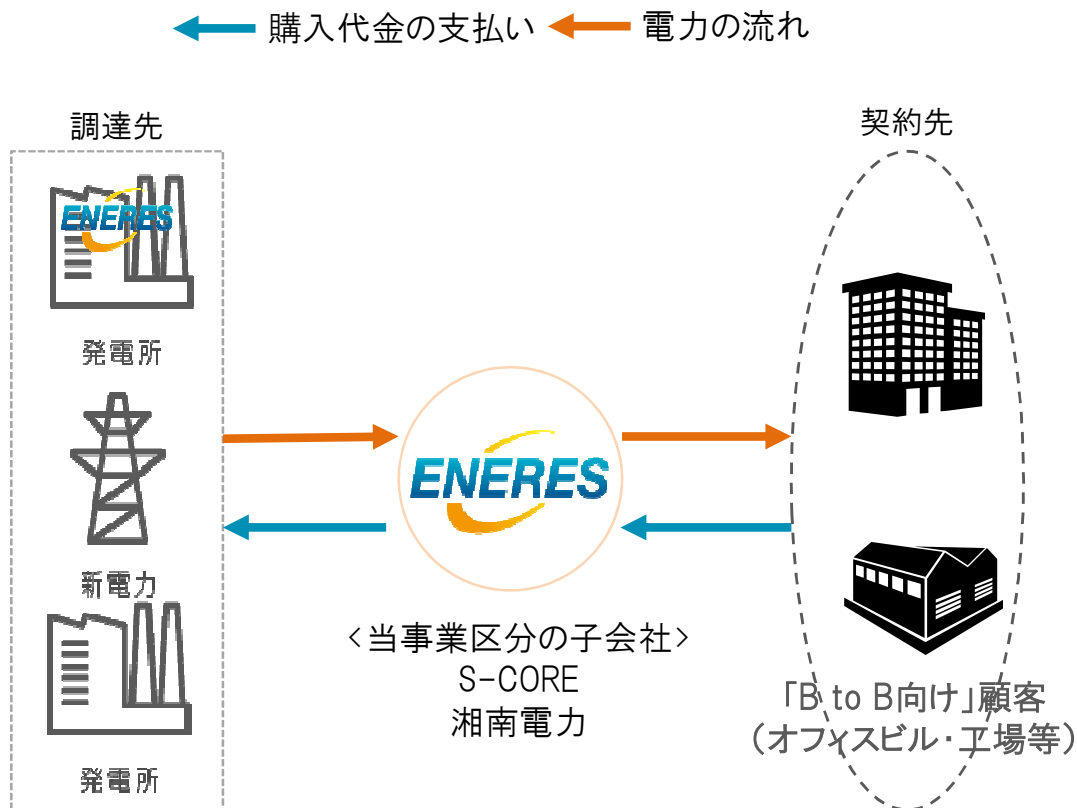 購入代金の支払い 電力の流れ
調達先
契約先
ENERES
発電所
新電力
発電所
ENERES
<当事業区分の子会社>
S-CORE
湘南電力
「B to B向け」顧客
(オフィスビル・工場等)